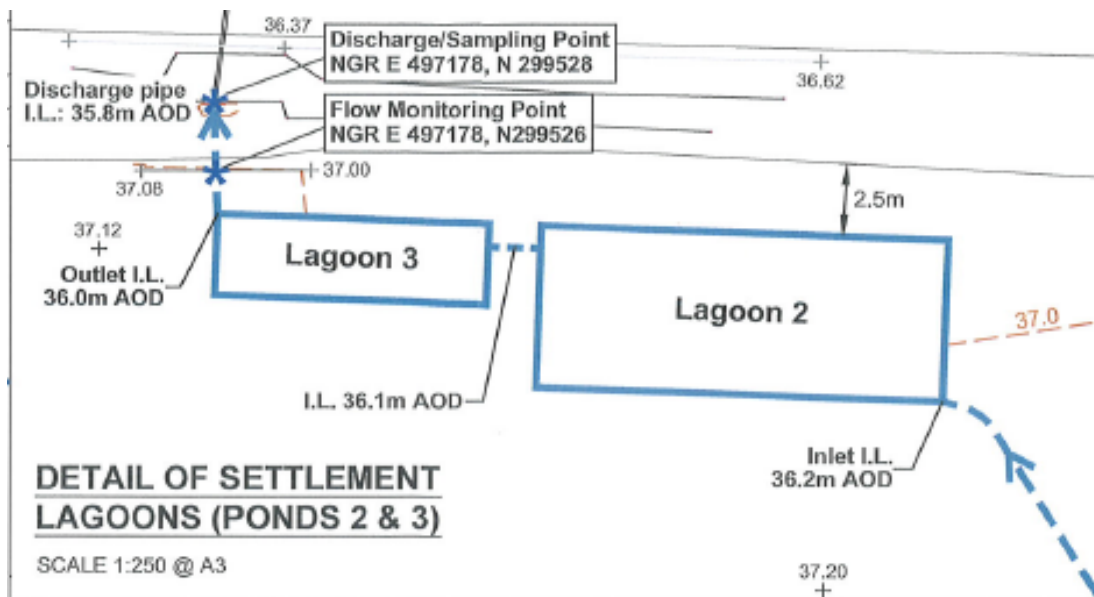 36.37
Discharge/Sampling Point
NGR E 497178, N 299528
36.62
Discharge pipe
I.L.: 35.8m AOD
Flow Monitoring Point
NGR E 497178, N299526
37.08
37.00
2.5m
37.12
Lagoon 3
Outlet I.L.
36.0m AOD
Lagoon 2
37.0
I.L. 36.1m AOD
Inlet I.L.
36.2m AOD
DETAIL OF SETTLEMENT
LAGOONS (PONDS 2 & 3)
SCALE 1:250 @ A3
37.20